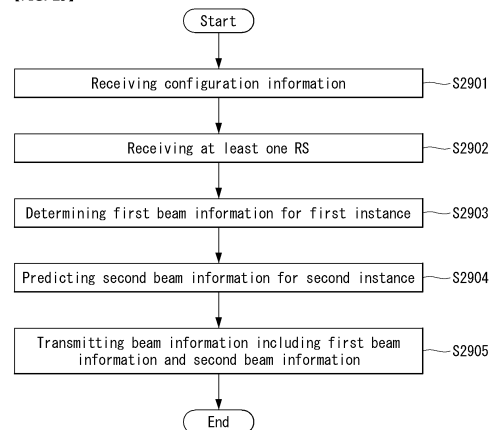 Start
Receiving configuration information
S2901
Receiving at least one RS
S2902
Determining first beam information for first instance
S2903
Predicting second beam information for second instance
S2904
Transmitting beam information including first beam
information and second beam information
S2905
End